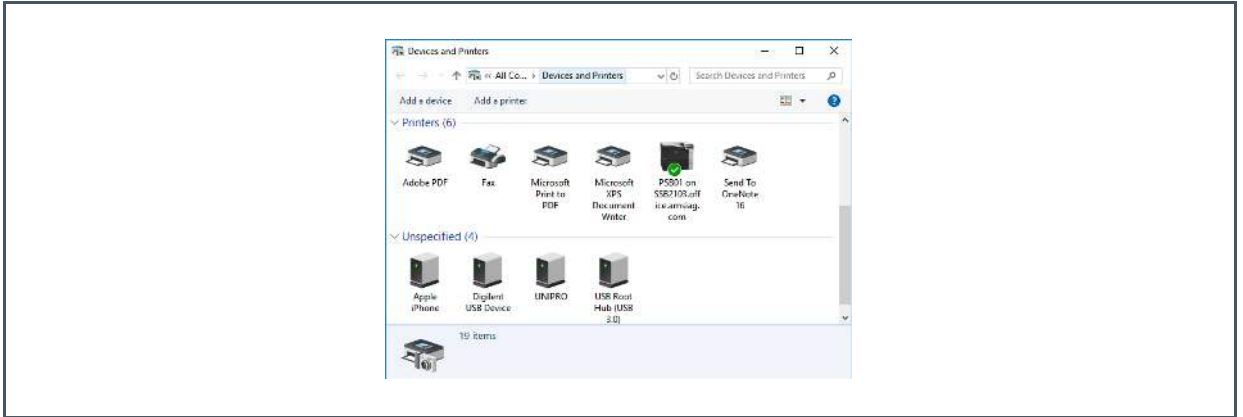 Devices and Printers
« All Co... › Devices and Printers
Search Devices and Printers
Add a device Add a printer
Printers (6)
Adobe PDF
Fax
Microsoft
Print to
PDF
Microsoft
XPS
Document
Writer
PS801 on
SSB2103.off
ice.amsiag.
com
Send To
OneNote
16
Unspecified (4)
Apple
iPhone
Digilent
USB Device
UNIPRO
USB Root
Hub (USB
3.0)
19 items